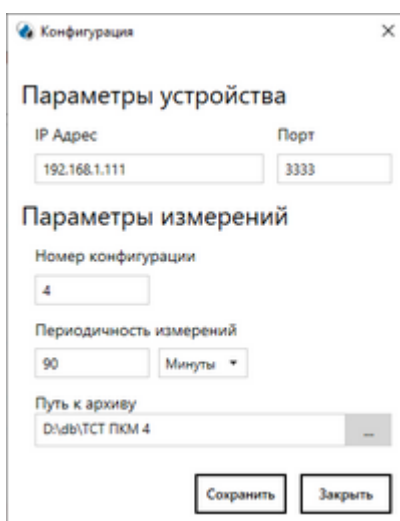 Конфигурация
Параметры устройства
IP Адрес Порт
192.168.1.111 3333
Параметры измерений
Номер конфигурации
4
Периодичность измерений
90 Минуты
Путь к архиву
D:\db\ТСТ ПКМ 4 ...
Сохранить Закрыть